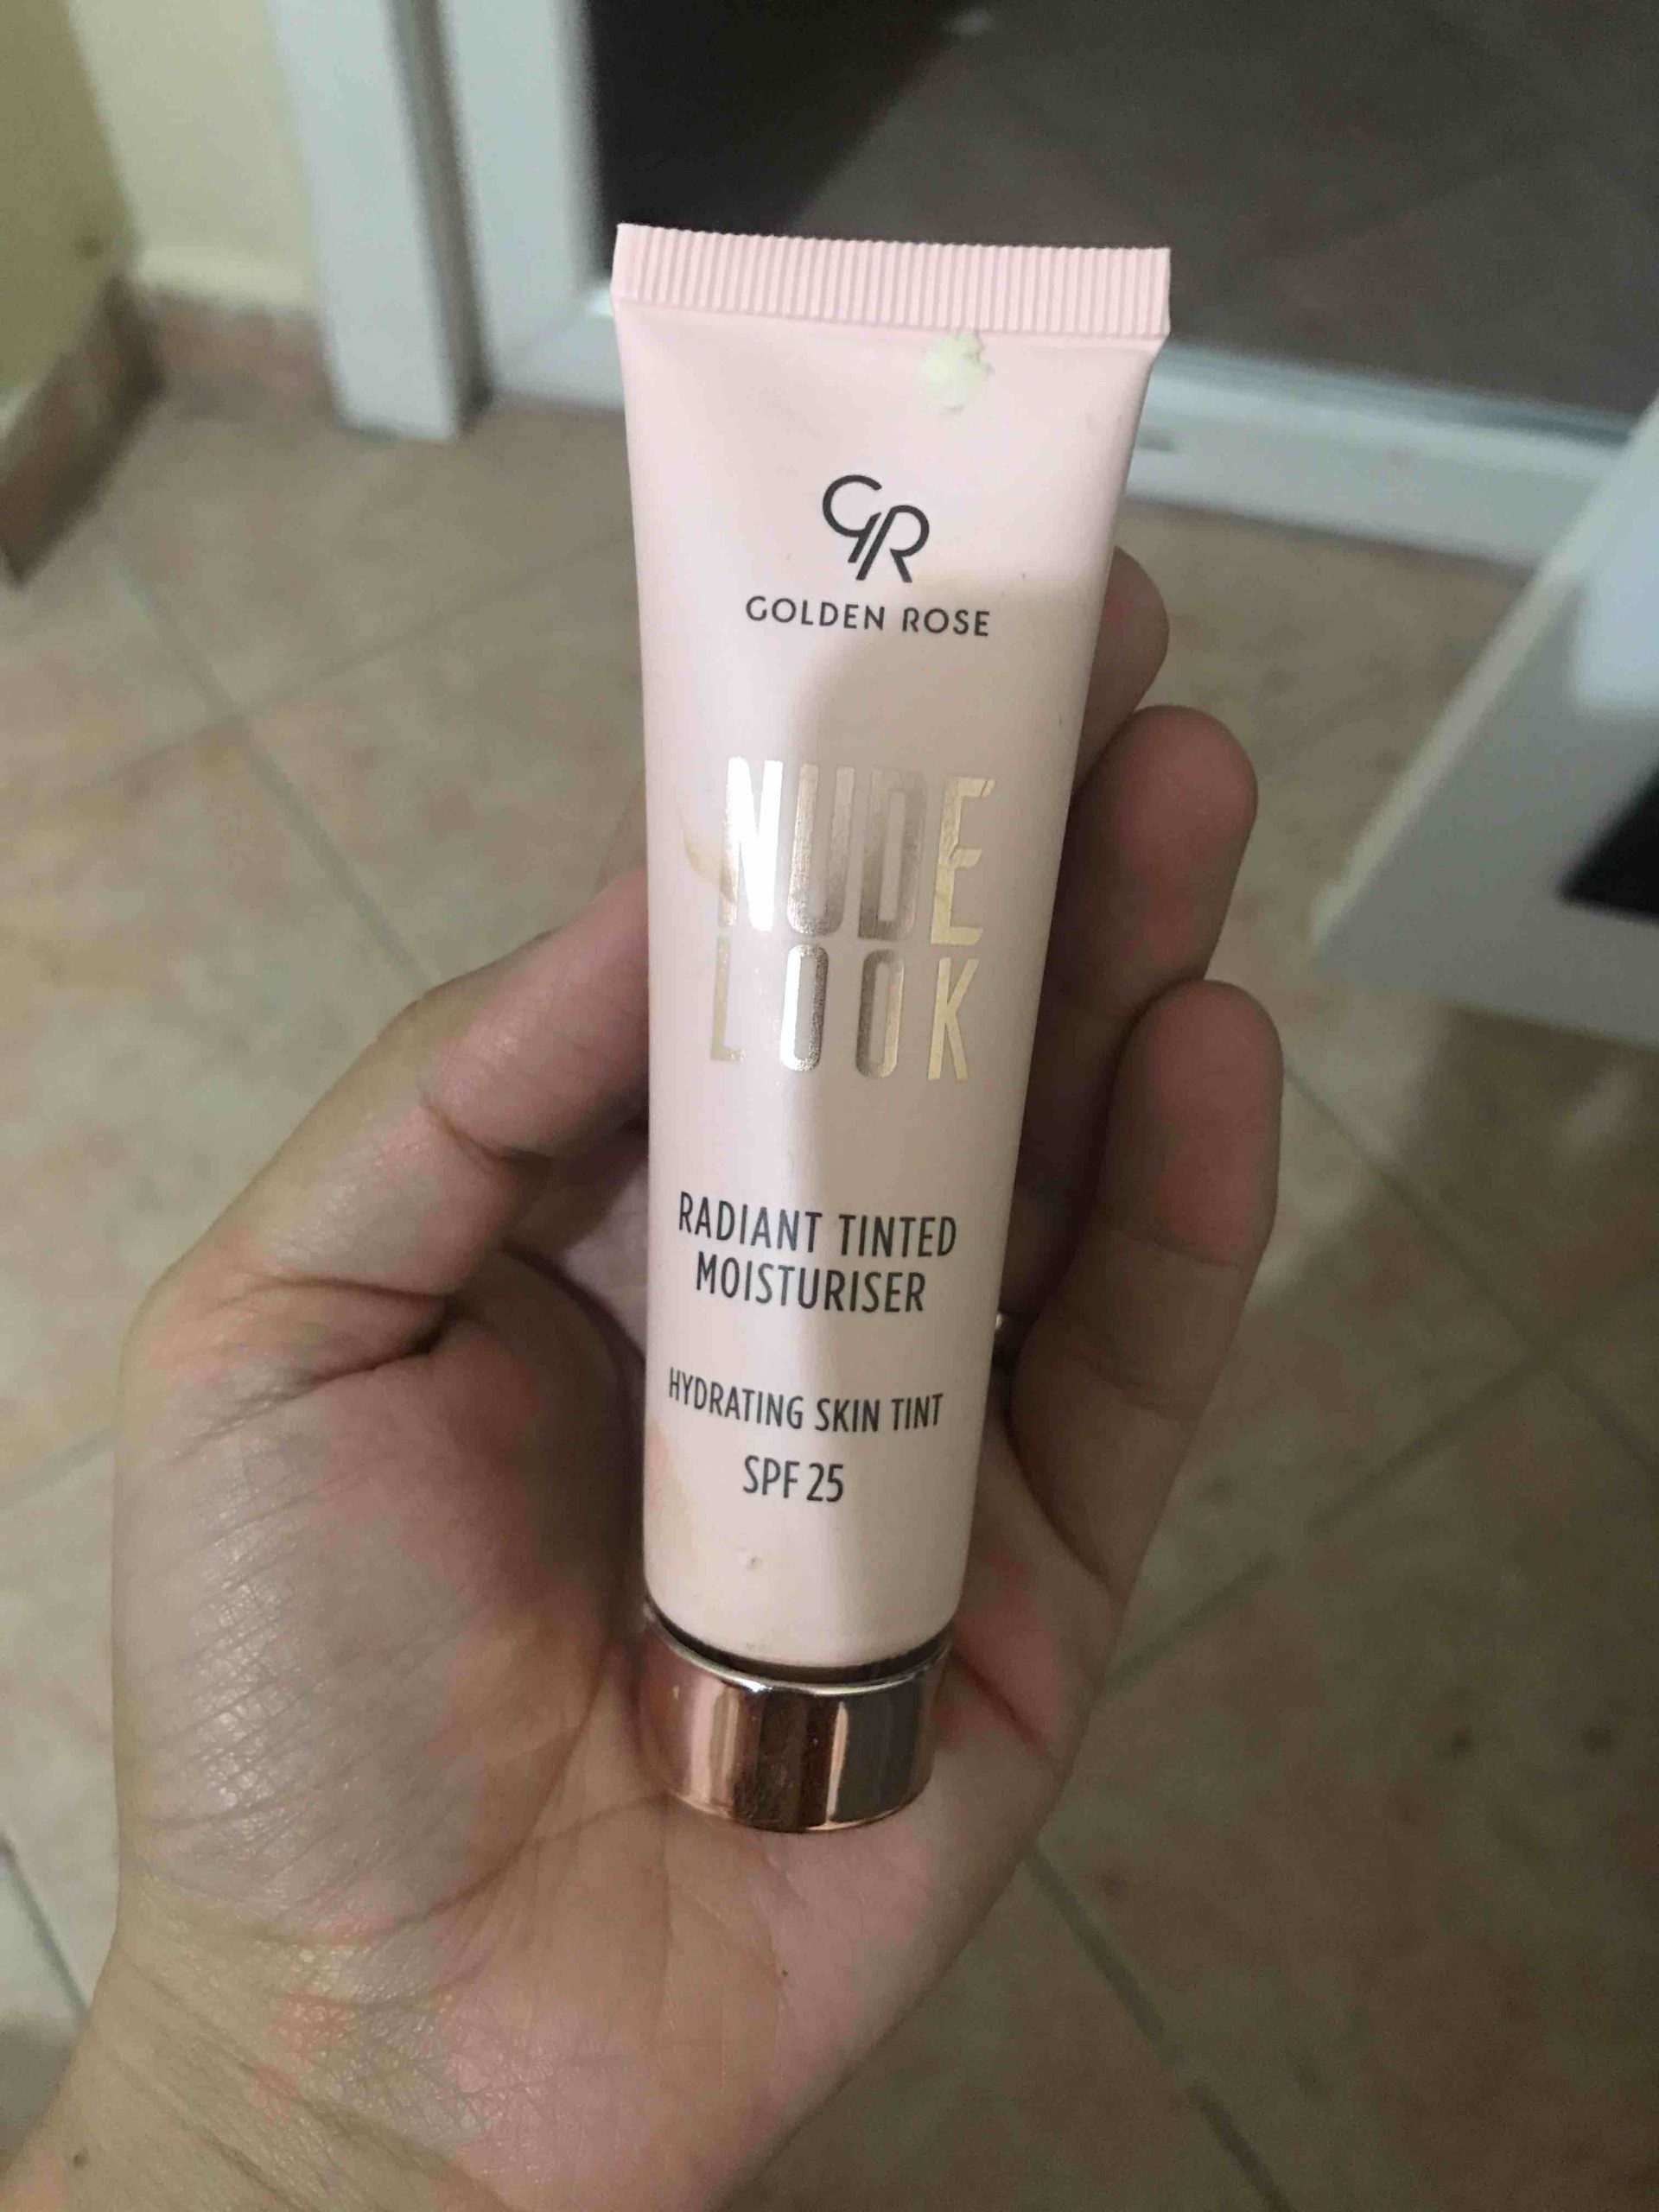 GR
GOLDEN ROSE
NUDE
LOOK
RADIANT TINTED
MOISTURISER
HYDRATING SKIN TINT
SPF 25